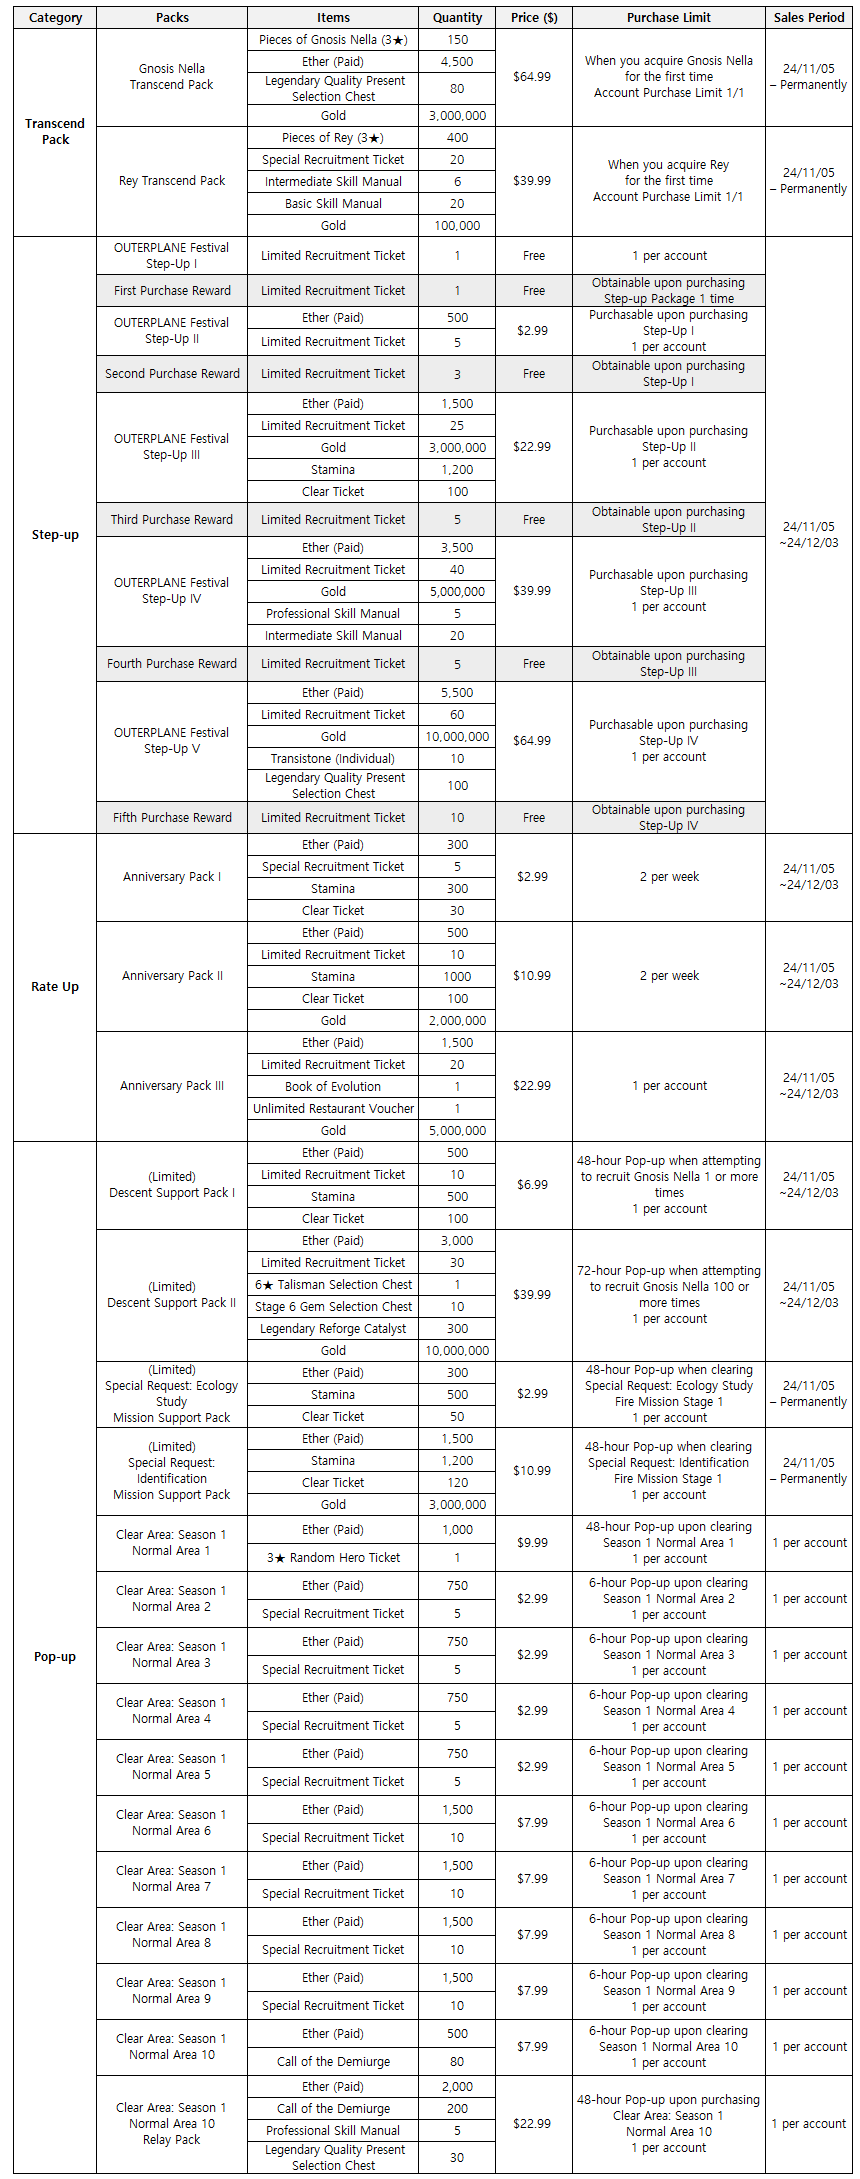 Category Packs Items Quantity Price ($) Purchase Limit Sales Period
Transcend
Pack
Gnosis Nella
Transcend Pack
Pieces of Gnosis Nella (3★) 150
Ether (Paid) 4,500
Legendary Quality Present
Selection Chest
80
Gold 3,000,000
$64.99
When you acquire Gnosis Nella
for the first time
Account Purchase Limit 1/1
24/11/05
– Permanently
Rey Transcend Pack
Pieces of Rey (3★) 400
Special Recruitment Ticket 20
Intermediate Skill Manual 6
Basic Skill Manual 20
Gold 100,000
$39.99
When you acquire Rey
for the first time
Account Purchase Limit 1/1
24/11/05
– Permanently
Step-up
OUTERPLANE Festival
Step-Up I
Limited Recruitment Ticket 1 Free 1 per account
First Purchase Reward Limited Recruitment Ticket 1 Free
Obtainable upon purchasing
Step-up Package 1 time
OUTERPLANE Festival
Step-Up II
Ether (Paid) 500
Limited Recruitment Ticket 5
$2.99
Purchasable upon purchasing
Step-Up I
1 per account
Second Purchase Reward Limited Recruitment Ticket 3 Free
Obtainable upon purchasing
Step-Up I
OUTERPLANE Festival
Step-Up III
Ether (Paid) 1,500
Limited Recruitment Ticket 25
Gold 3,000,000
Stamina 1,200
Clear Ticket 100
$22.99
Purchasable upon purchasing
Step-Up II
1 per account
Third Purchase Reward Limited Recruitment Ticket 5 Free
Obtainable upon purchasing
Step-Up II
24/11/05
~24/12/03
OUTERPLANE Festival
Step-Up IV
Ether (Paid) 3,500
Limited Recruitment Ticket 40
Gold 5,000,000
Professional Skill Manual 5
Intermediate Skill Manual 20
$39.99
Purchasable upon purchasing
Step-Up III
1 per account
Fourth Purchase Reward Limited Recruitment Ticket 5 Free
Obtainable upon purchasing
Step-Up III
OUTERPLANE Festival
Step-Up V
Ether (Paid) 5,500
Limited Recruitment Ticket 60
Gold 10,000,000
Transistone (Individual) 10
Legendary Quality Present
Selection Chest
100
$64.99
Purchasable upon purchasing
Step-Up IV
1 per account
Fifth Purchase Reward Limited Recruitment Ticket 10 Free
Obtainable upon purchasing
Step-Up IV
Rate Up
Anniversary Pack I
Ether (Paid) 300
Special Recruitment Ticket 5
Stamina 300
Clear Ticket 30
$2.99
2 per week
24/11/05
~24/12/03
Anniversary Pack II
Ether (Paid) 500
Limited Recruitment Ticket 10
Stamina 1000
Clear Ticket 100
Gold 2,000,000
$10.99
2 per week
24/11/05
~24/12/03
Anniversary Pack III
Ether (Paid) 1,500
Limited Recruitment Ticket 20
Book of Evolution 1
Unlimited Restaurant Voucher 1
Gold 5,000,000
$22.99
1 per account
24/11/05
~24/12/03
Pop-up
(Limited)
Descent Support Pack I
Ether (Paid) 500
Limited Recruitment Ticket 10
Stamina 500
Clear Ticket 100
$6.99
48-hour Pop-up when attempting
to recruit Gnosis Nella 1 or more
times
1 per account
24/11/05
~24/12/03
(Limited)
Descent Support Pack II
Ether (Paid) 3,000
Limited Recruitment Ticket 30
6★ Talisman Selection Chest 1
Stage 6 Gem Selection Chest 10
Legendary Reforge Catalyst 300
Gold 10,000,000
$39.99
72-hour Pop-up when attempting
to recruit Gnosis Nella 100 or
more times
1 per account
24/11/05
~24/12/03
(Limited)
Special Request: Ecology
Study
Mission Support Pack
Ether (Paid) 300
Stamina 500
Clear Ticket 50
$2.99
48-hour Pop-up when clearing
Special Request: Ecology Study
Fire Mission Stage 1
1 per account
24/11/05
– Permanently
(Limited)
Special Request:
Identification
Mission Support Pack
Ether (Paid) 1,500
Stamina 1,200
Clear Ticket 120
Gold 3,000,000
$10.99
48-hour Pop-up when clearing
Special Request: Identification
Fire Mission Stage 1
1 per account
24/11/05
– Permanently
Clear Area: Season 1
Normal Area 1
Ether (Paid) 1,000
3★ Random Hero Ticket 1
$9.99
48-hour Pop-up upon clearing
Season 1 Normal Area 1
1 per account
1 per account
Clear Area: Season 1
Normal Area 2
Ether (Paid) 750
Special Recruitment Ticket 5
$2.99
6-hour Pop-up upon clearing
Season 1 Normal Area 2
1 per account
1 per account
Clear Area: Season 1
Normal Area 3
Ether (Paid) 750
Special Recruitment Ticket 5
$2.99
6-hour Pop-up upon clearing
Season 1 Normal Area 3
1 per account
1 per account
Clear Area: Season 1
Normal Area 4
Ether (Paid) 750
Special Recruitment Ticket 5
$2.99
6-hour Pop-up upon clearing
Season 1 Normal Area 4
1 per account
1 per account
Clear Area: Season 1
Normal Area 5
Ether (Paid) 750
Special Recruitment Ticket 5
$2.99
6-hour Pop-up upon clearing
Season 1 Normal Area 5
1 per account
1 per account
Clear Area: Season 1
Normal Area 6
Ether (Paid) 1,500
Special Recruitment Ticket 10
$7.99
6-hour Pop-up upon clearing
Season 1 Normal Area 6
1 per account
1 per account
Clear Area: Season 1
Normal Area 7
Ether (Paid) 1,500
Special Recruitment Ticket 10
$7.99
6-hour Pop-up upon clearing
Season 1 Normal Area 7
1 per account
1 per account
Clear Area: Season 1
Normal Area 8
Ether (Paid) 1,500
Special Recruitment Ticket 10
$7.99
6-hour Pop-up upon clearing
Season 1 Normal Area 8
1 per account
1 per account
Clear Area: Season 1
Normal Area 9
Ether (Paid) 1,500
Special Recruitment Ticket 10
$7.99
6-hour Pop-up upon clearing
Season 1 Normal Area 9
1 per account
1 per account
Clear Area: Season 1
Normal Area 10
Ether (Paid) 500
Call of the Demiurge 80
$7.99
6-hour Pop-up upon clearing
Season 1 Normal Area 10
1 per account
1 per account
Clear Area: Season 1
Normal Area 10
Relay Pack
Ether (Paid) 2,000
Call of the Demiurge 200
Professional Skill Manual 5
Legendary Quality Present
Selection Chest
30
$22.99
48-hour Pop-up upon purchasing
Clear Area: Season 1
Normal Area 10
1 per account
1 per account